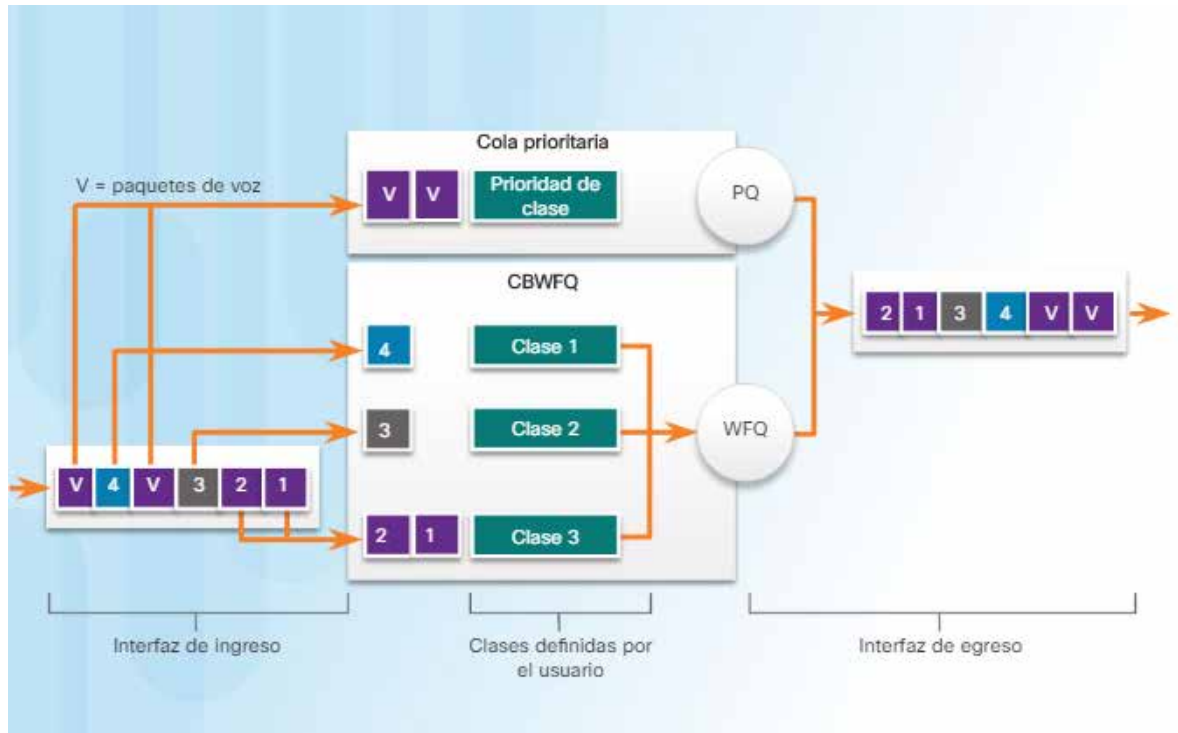 Cola prioritaria
V = paquetes de voz
V V
Prioridad de
clase
PQ
CBWFQ
2 1 3 4 V V
4
Clase 1
3
Clase 2
WFQ
V 4 V 3 2 1
2 1
Clase 3
Interfaz de ingreso
Clases definidas por
el usuario
Interfaz de egreso